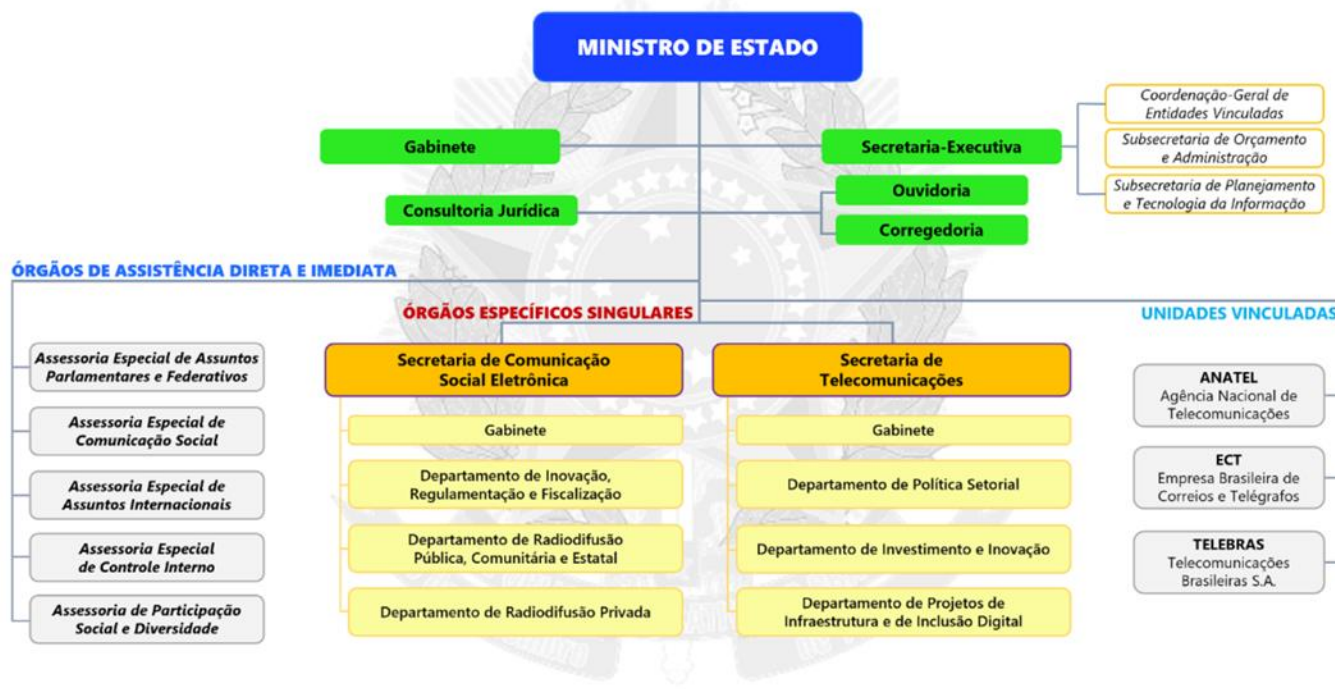 MINISTRO DE ESTADO
Gabinete
Secretaria-Executiva
Coordenação-Geral de
Entidades Vinculadas
Subsecretaria de Orçamento
e Administração
Subsecretaria de Planejamento
e Tecnologia da Informação
Consultoria Jurídica
Ouvidoria
Corregedoria
ÓRGÃOS DE ASSISTÊNCIA DIRETA E IMEDIATA
Assessoria Especial de Assuntos
Parlamentares e Federativos
Assessoria Especial de
Comunicação Social
Assessoria Especial de
Assuntos Internacionais
Assessoria Especial
de Controle Interno
Assessoria de Participação
Social e Diversidade
ÓRGÃOS ESPECÍFICOS SINGULARES
Secretaria de Comunicação
Social Eletrônica
Gabinete
Departamento de Inovação,
Regulamentação e Fiscalização
Departamento de Radiodifusão
Pública, Comunitária e Estatal
Departamento de Radiodifusão Privada
Secretaria de
Telecomunicações
Gabinete
Departamento de Política Setorial
Departamento de Investimento e Inovação
Departamento de Projetos de
Infraestrutura e de Inclusão Digital
UNIDADES VINCULADAS
ANATEL
Agência Nacional de
Telecomunicações
ECT
Empresa Brasileira de
Correios e Telégrafos
TELEBRAS
Telecomunicações
Brasileiras S.A.